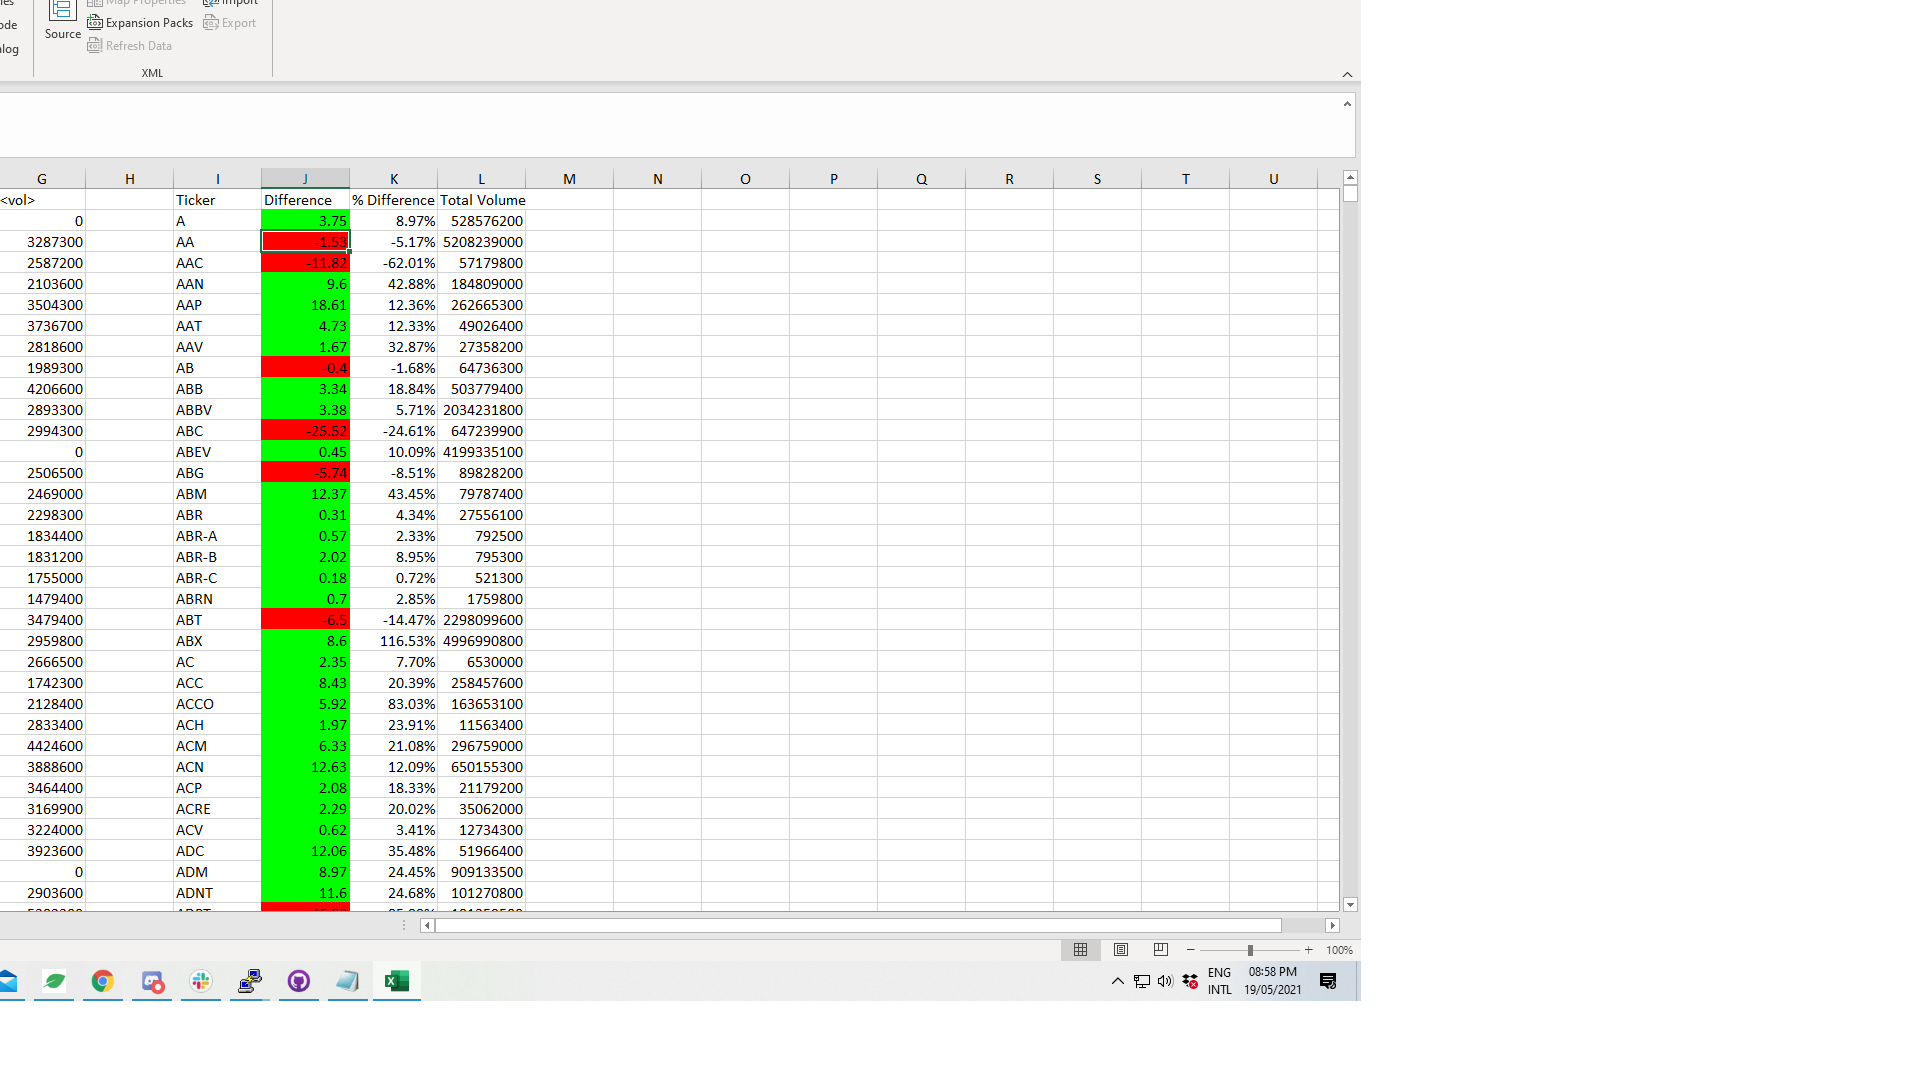 les
Map Properties Import
ode Expansion Packs Export
Source
alog Refresh Data
XML
G H I J K L M N O P Q R S T U
<vol> Ticker Difference % Difference Total Volume
0 A 3.75 8.97% 528576200
3287300 AA -1.53 -5.17% 5208239000
2587200 AAC -11.82 -62.01% 57179800
2103600 AAN 9.6 42.88% 184809000
3504300 AAP 18.61 12.36% 262665300
3736700 AAT 4.73 12.33% 49026400
2818600 AAV 1.67 32.87% 27358200
1989300 AB -0.4 -1.68% 64736300
4206600 ABB 3.34 18.84% 503779400
2893300 ABBV 3.38 5.71% 2034231800
2994300 ABC -25.52 -24.61% 647239900
0 ABEV 0.45 10.09% 4199335100
2506500 ABG -5.74 -8.51% 89828200
2469000 ABM 12.37 43.45% 79787400
2298300 ABR 0.31 4.34% 27556100
1834400 ABR-A 0.57 2.33% 792500
1831200 ABR-B 2.02 8.95% 795300
1755000 ABR-C 0.18 0.72% 521300
1479400 ABRN 0.7 2.85% 1759800
3479400 ABT -6.5 -14.47% 2298099600
2959800 ABX 8.6 116.53% 4996990800
2666500 AC 2.35 7.70% 6530000
1742300 ACC 8.43 20.39% 258457600
2128400 ACCO 5.92 83.03% 163653100
2833400 ACH 1.97 23.91% 11563400
4424600 ACM 6.33 21.08% 296759000
3888600 ACN 12.63 12.09% 650155300
3464400 ACP 2.08 18.33% 21179200
3169900 ACRE 2.29 20.02% 35062000
3224000 ACV 0.62 3.41% 12734300
3923600 ADC 12.06 35.48% 51966400
0 ADM 8.97 24.45% 909133500
2903600 ADNT 11.6 24.68% 101270800
100%
ENG 08:58 PM
INTL 19/05/2021